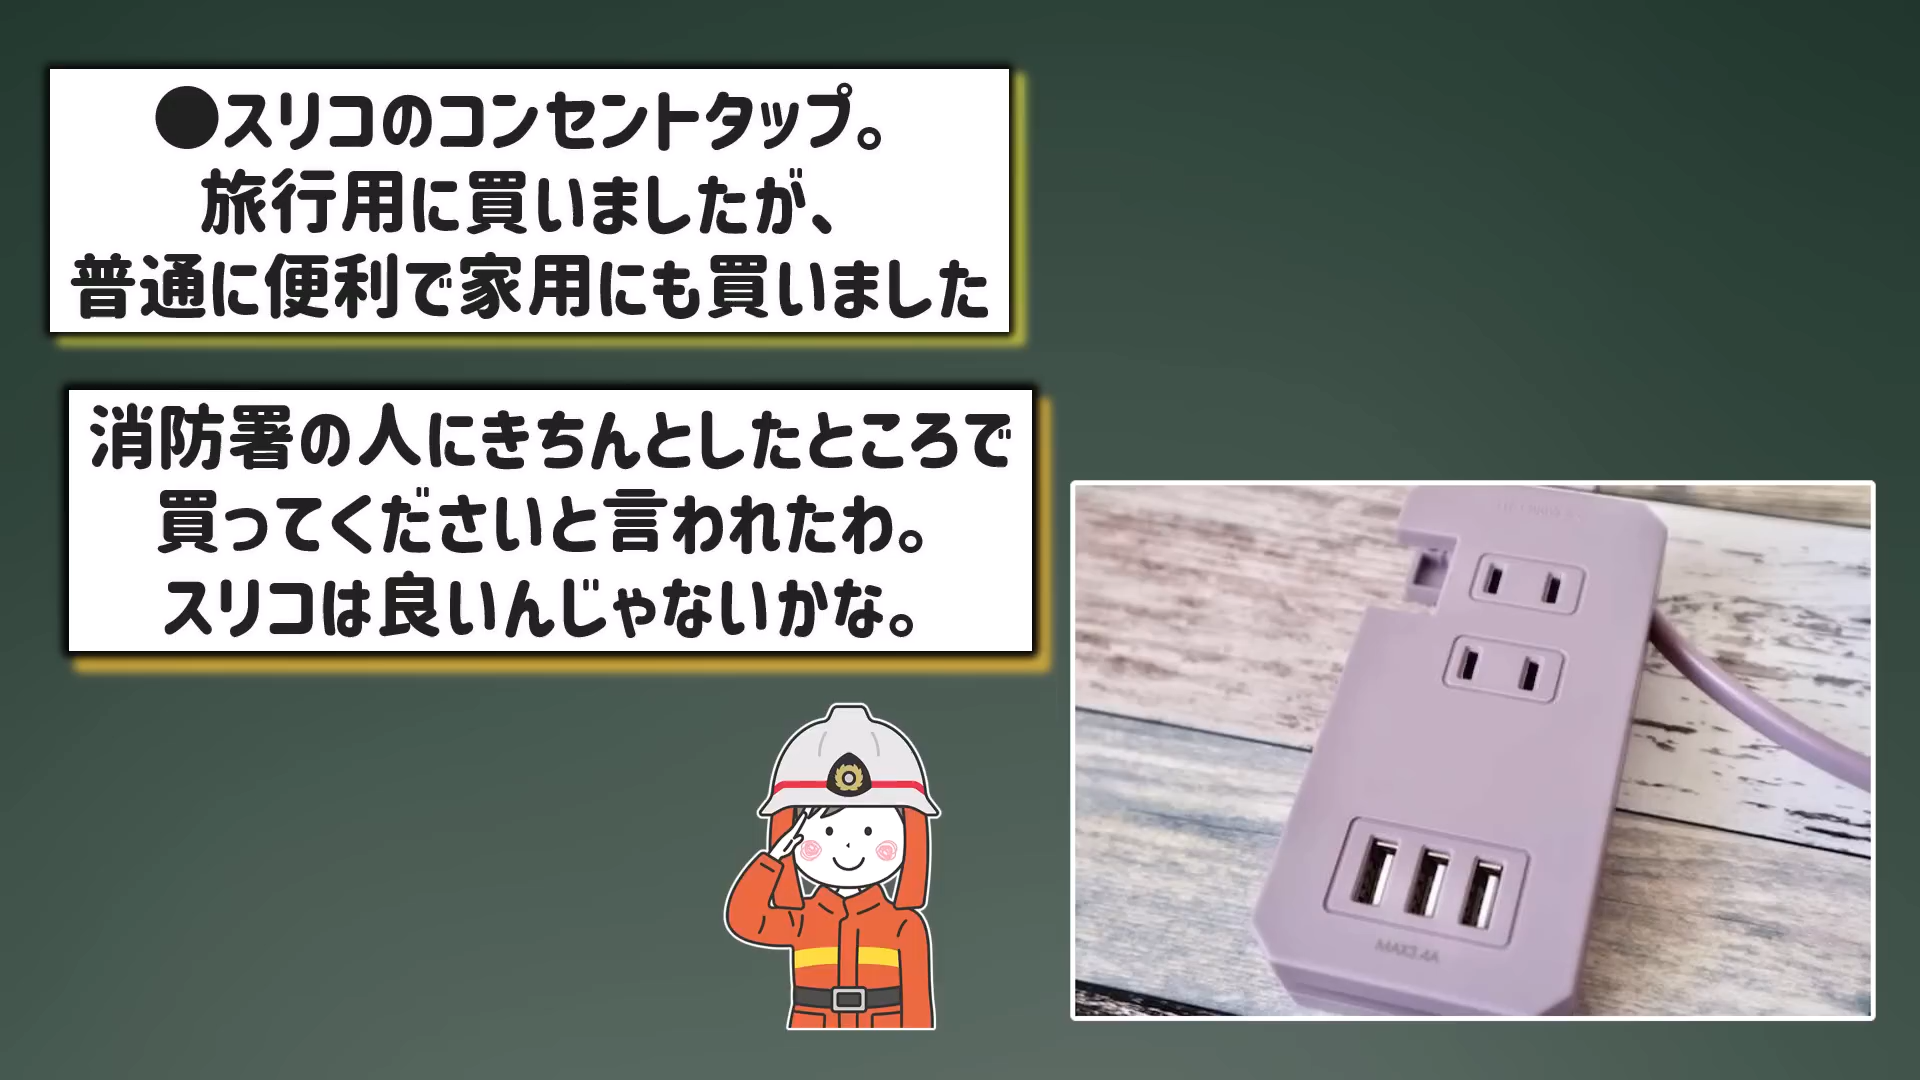 ●スリコのコンセントタップ。
旅行用に買いましたが、
普通に便利で家用にも買いました
消防署の人にきちんとしたところで
買ってくださいと言われたわ。
スリコは良いんじゃないかな。
MAX3.4A